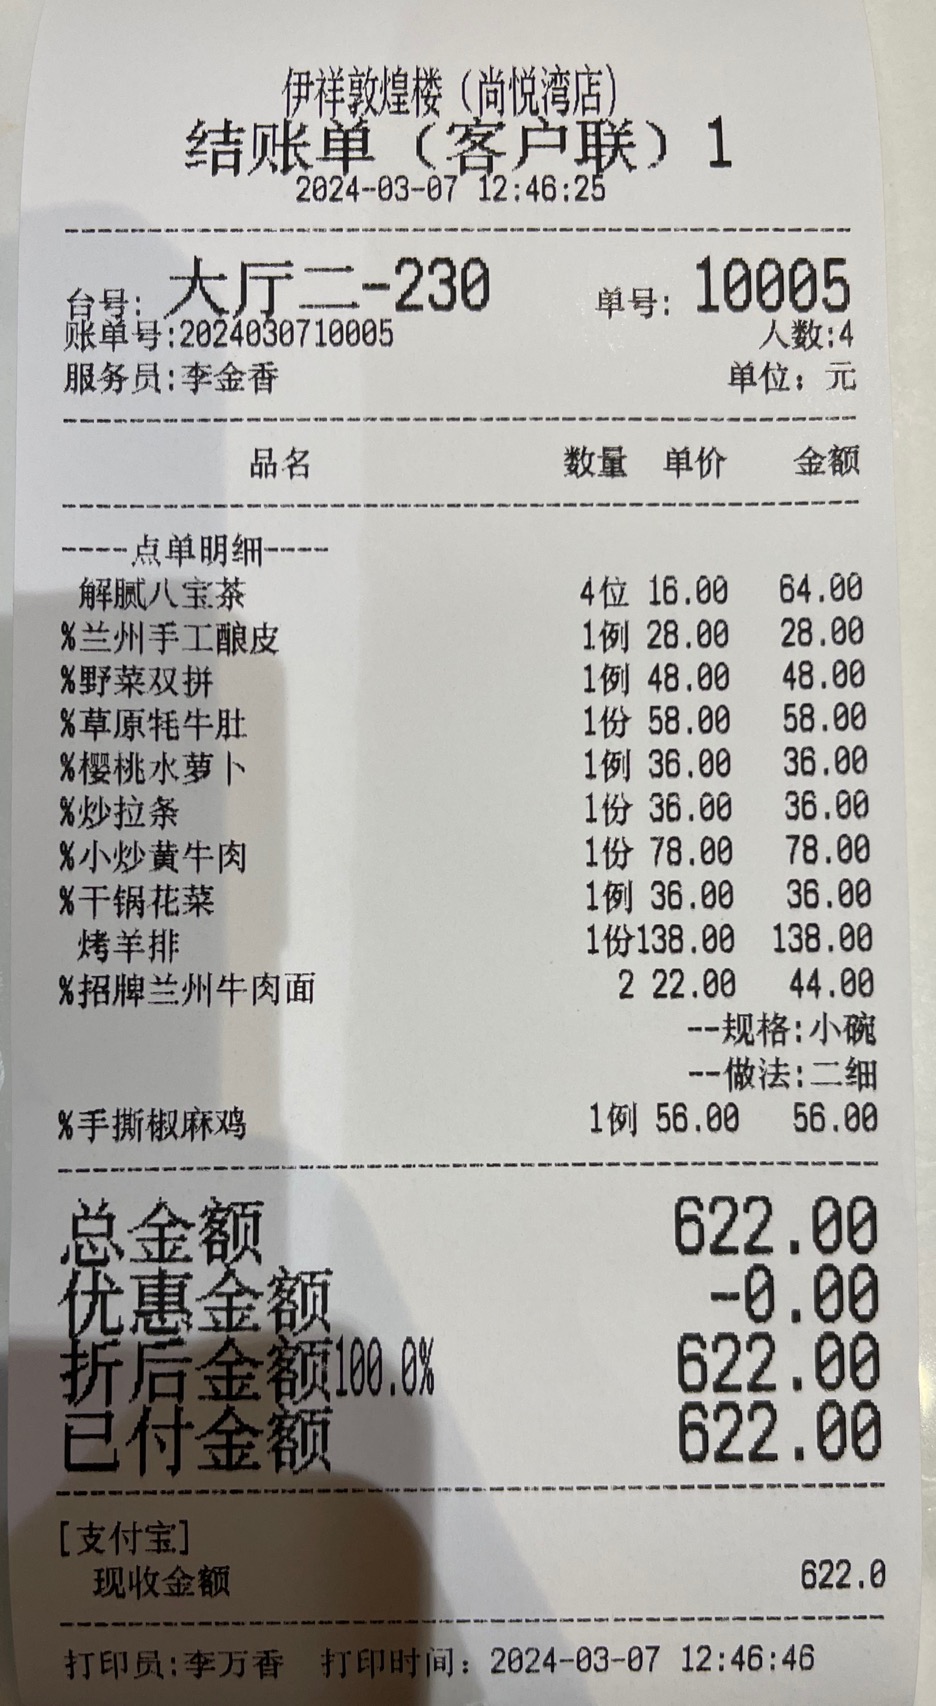 伊祥敦煌楼（尚悦湾店）
结账单（客户联）1
2024-03-07 12:46:25
台号: 大厅二-230 单号: 10005
账单号:2024030710005 人数:4
服务员:李金香 单位：元
品名 数量 单价 金额
----点单明细----
解腻八宝茶 4位 16.00 64.00
%兰州手工酿皮 1例 28.00 28.00
%野菜双拼 1例 48.00 48.00
%草原牦牛肚 1份 58.00 58.00
%樱桃水萝卜 1例 36.00 36.00
%炒拉条 1份 36.00 36.00
%小炒黄牛肉 1份 78.00 78.00
%干锅花菜 1例 36.00 36.00
烤羊排 1份138.00 138.00
%招牌兰州牛肉面 2 22.00 44.00
--规格:小碗
--做法:二细
%手撕椒麻鸡 1例 56.00 56.00
总金额 622.00
优惠金额 -0.00
折后金额100.0% 622.00
已付金额 622.00
[支付宝]
现收金额 622.0
打印员:李万香 打印时间：2024-03-07 12:46:46